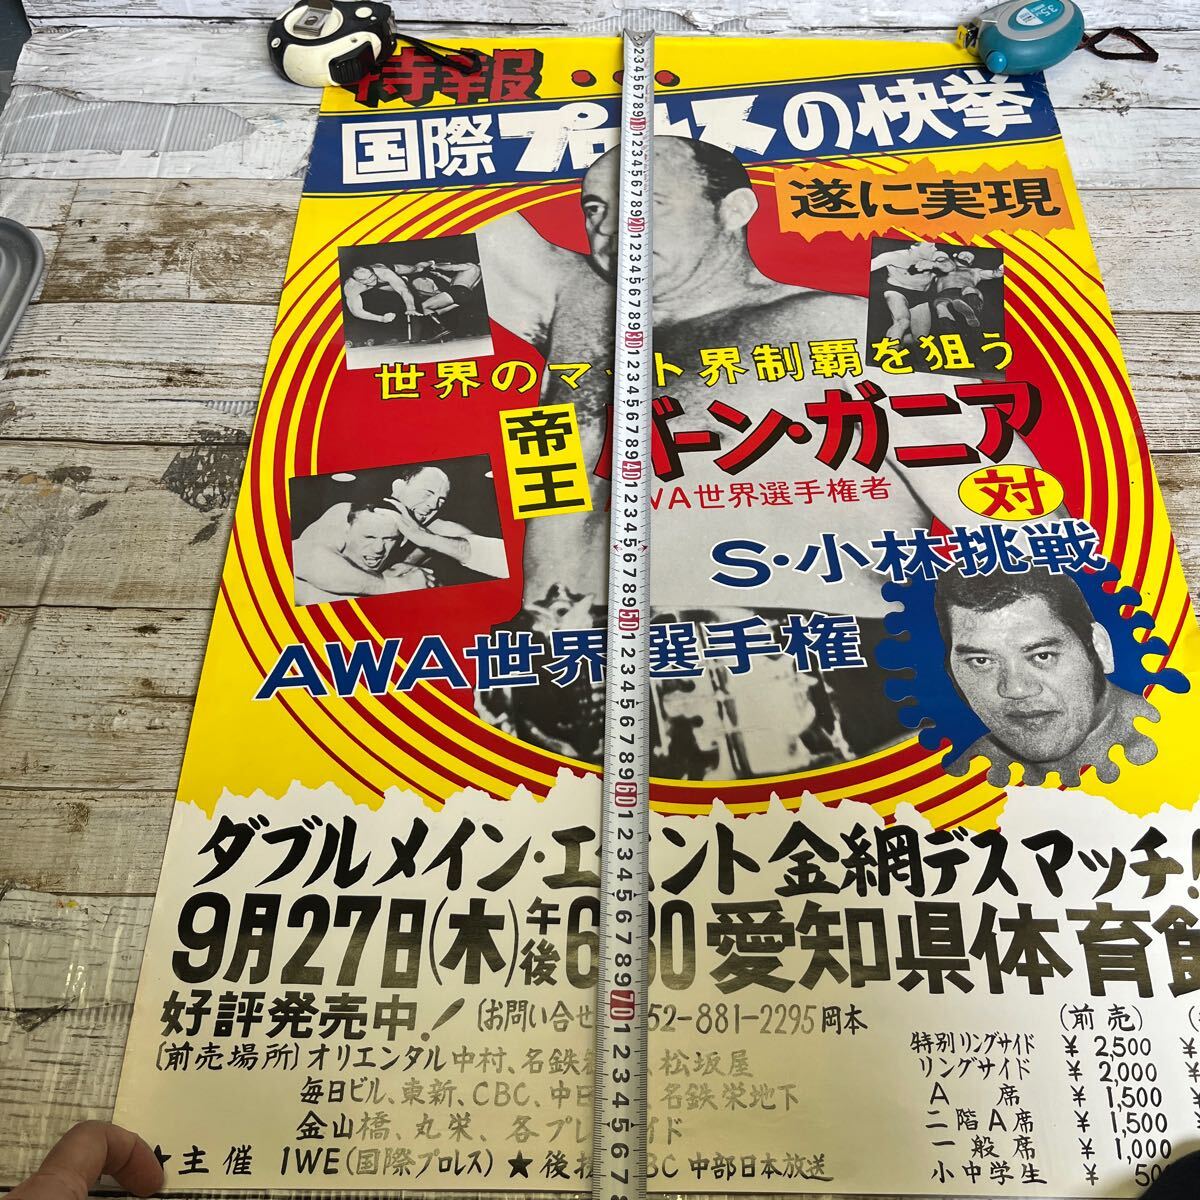 特報・・・
国際プロレスの快挙
遂に実現
世界のマット界制覇を狙う
帝王
バーン・ガニア
AWA世界選手権者
対
S・小林挑戦
AWA世界選手権
ダブルメイン・イベント 金網デスマッチ!
9月27日(木)午後6:30 愛知県体育
好評発売中! (お問い合せ 52-881-2295岡本
(前売場所) オリエンタル中村、名鉄 、松坂屋
毎日ビル、東新、CBC、中日 、名鉄栄地下
金山橋、丸栄、各プレイガイド
★主催 IWE(国際プロレス) ★後援 BC 中部日本放送
(前売)
特別リングサイド ¥2,500
リングサイド ¥2,000
A席 ¥1,500
二階A席 ¥1,500
一般席 ¥1,000
小中学生 ¥50